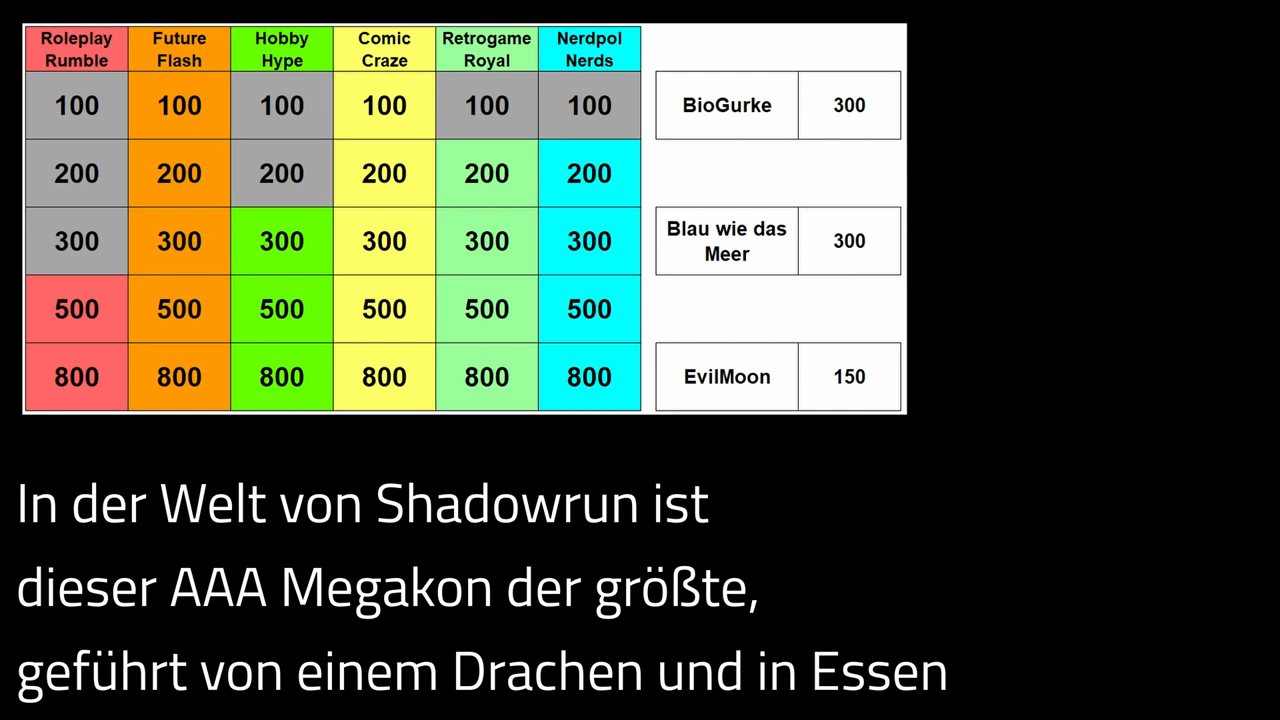 Roleplay Rumble Future Flash Hobby Hype Comic Craze Retrogame Royal Nerdpol Nerds
100 100 100 100 100 100 BioGurke 300
200 200 200 200 200 200
300 300 300 300 300 300 Blau wie das Meer 300
500 500 500 500 500 500
800 800 800 800 800 800 EvilMoon 150
In der Welt von Shadowrun ist
dieser AAA Megakon der größte,
geführt von einem Drachen und in Essen